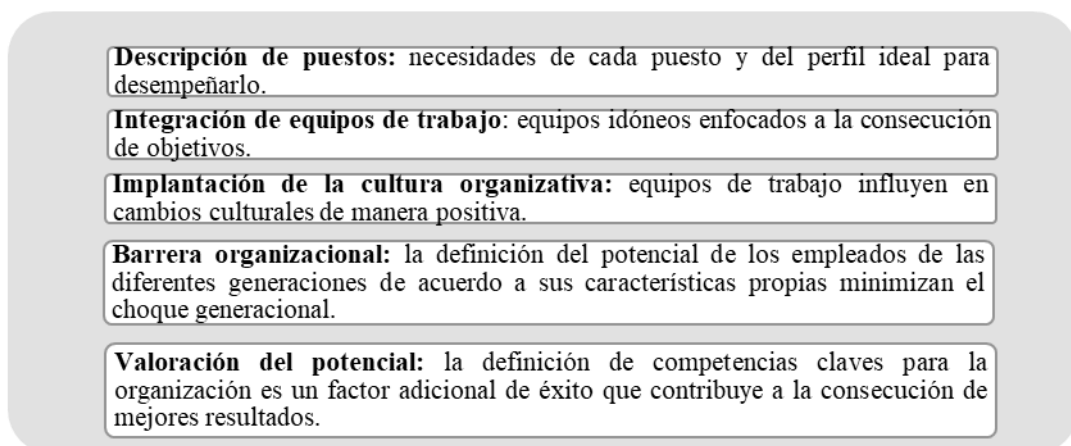 Descripción de puestos: necesidades de cada puesto y del perfil ideal para
desempeñarlo.
Integración de equipos de trabajo: equipos idóneos enfocados a la consecución
de objetivos.
Implantación de la cultura organizativa: equipos de trabajo influyen en
cambios culturales de manera positiva.
Barrera organizacional: la definición del potencial de los empleados de las
diferentes generaciones de acuerdo a sus características propias minimizan el
choque generacional.
Valoración del potencial: la definición de competencias claves para la
organización es un factor adicional de éxito que contribuye a la consecución de
mejores resultados.